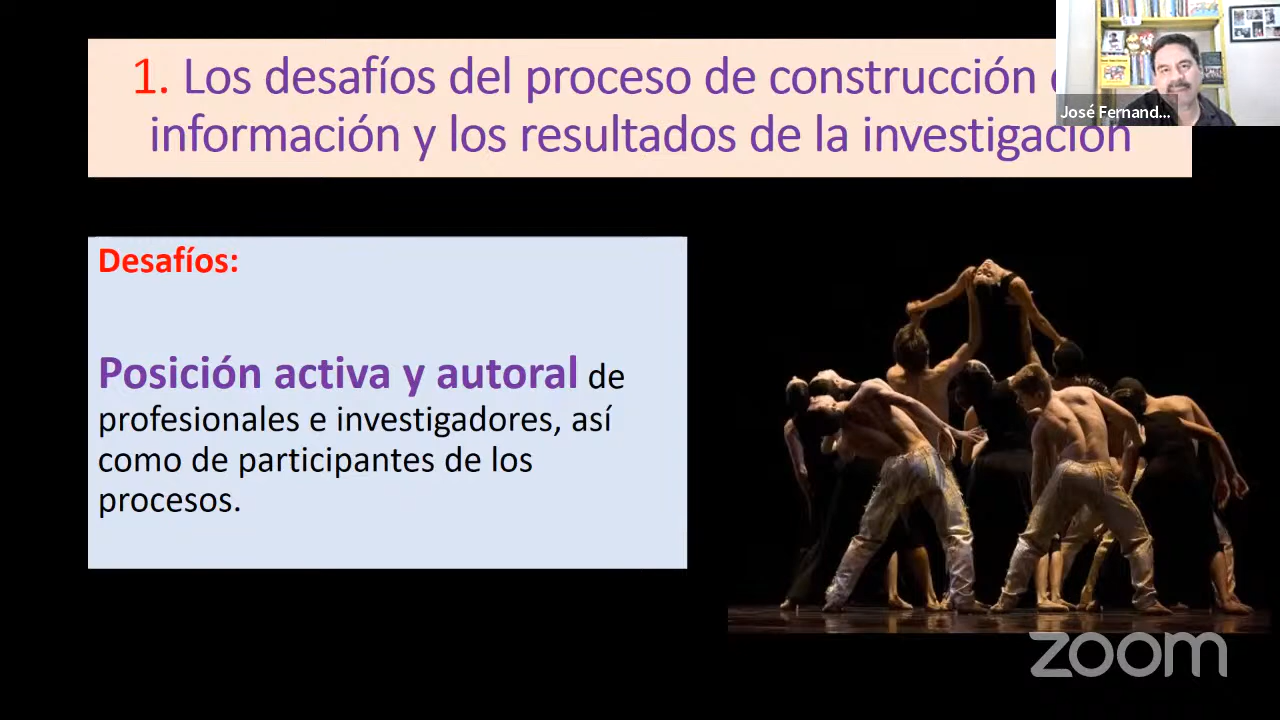 1. Los desafíos del proceso de construcción
información y los resultados de la investigación
José Fernand...
Desafíos:
Posición activa y autoral de
profesionales e investigadores, así
como de participantes de los
procesos.
zoom